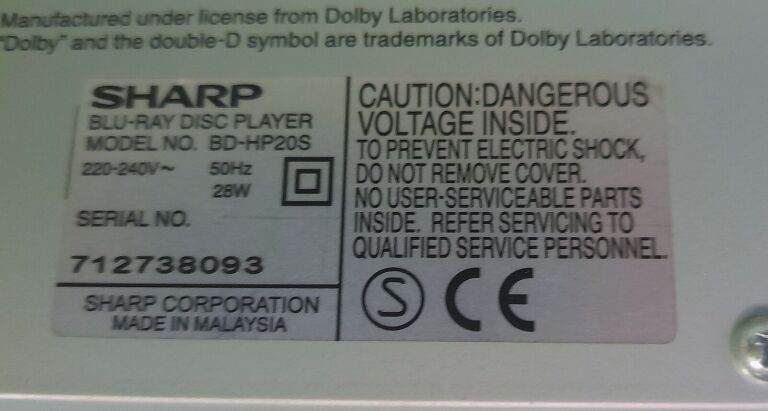 Manufactured under license from Dolby Laboratories.
"Dolby" and the double-D symbol are trademarks of Dolby Laboratories.
SHARP
BLU-RAY DISC PLAYER
MODEL NO. BD-HP20S
220-240V~ 50Hz
28W
SERIAL NO.
712738093
SHARP CORPORATION
MADE IN MALAYSIA
CAUTION:DANGEROUS
VOLTAGE INSIDE.
TO PREVENT ELECTRIC SHOCK,
DO NOT REMOVE COVER.
NO USER-SERVICEABLE PARTS
INSIDE. REFER SERVICING TO
QUALIFIED SERVICE PERSONNEL.
S CE